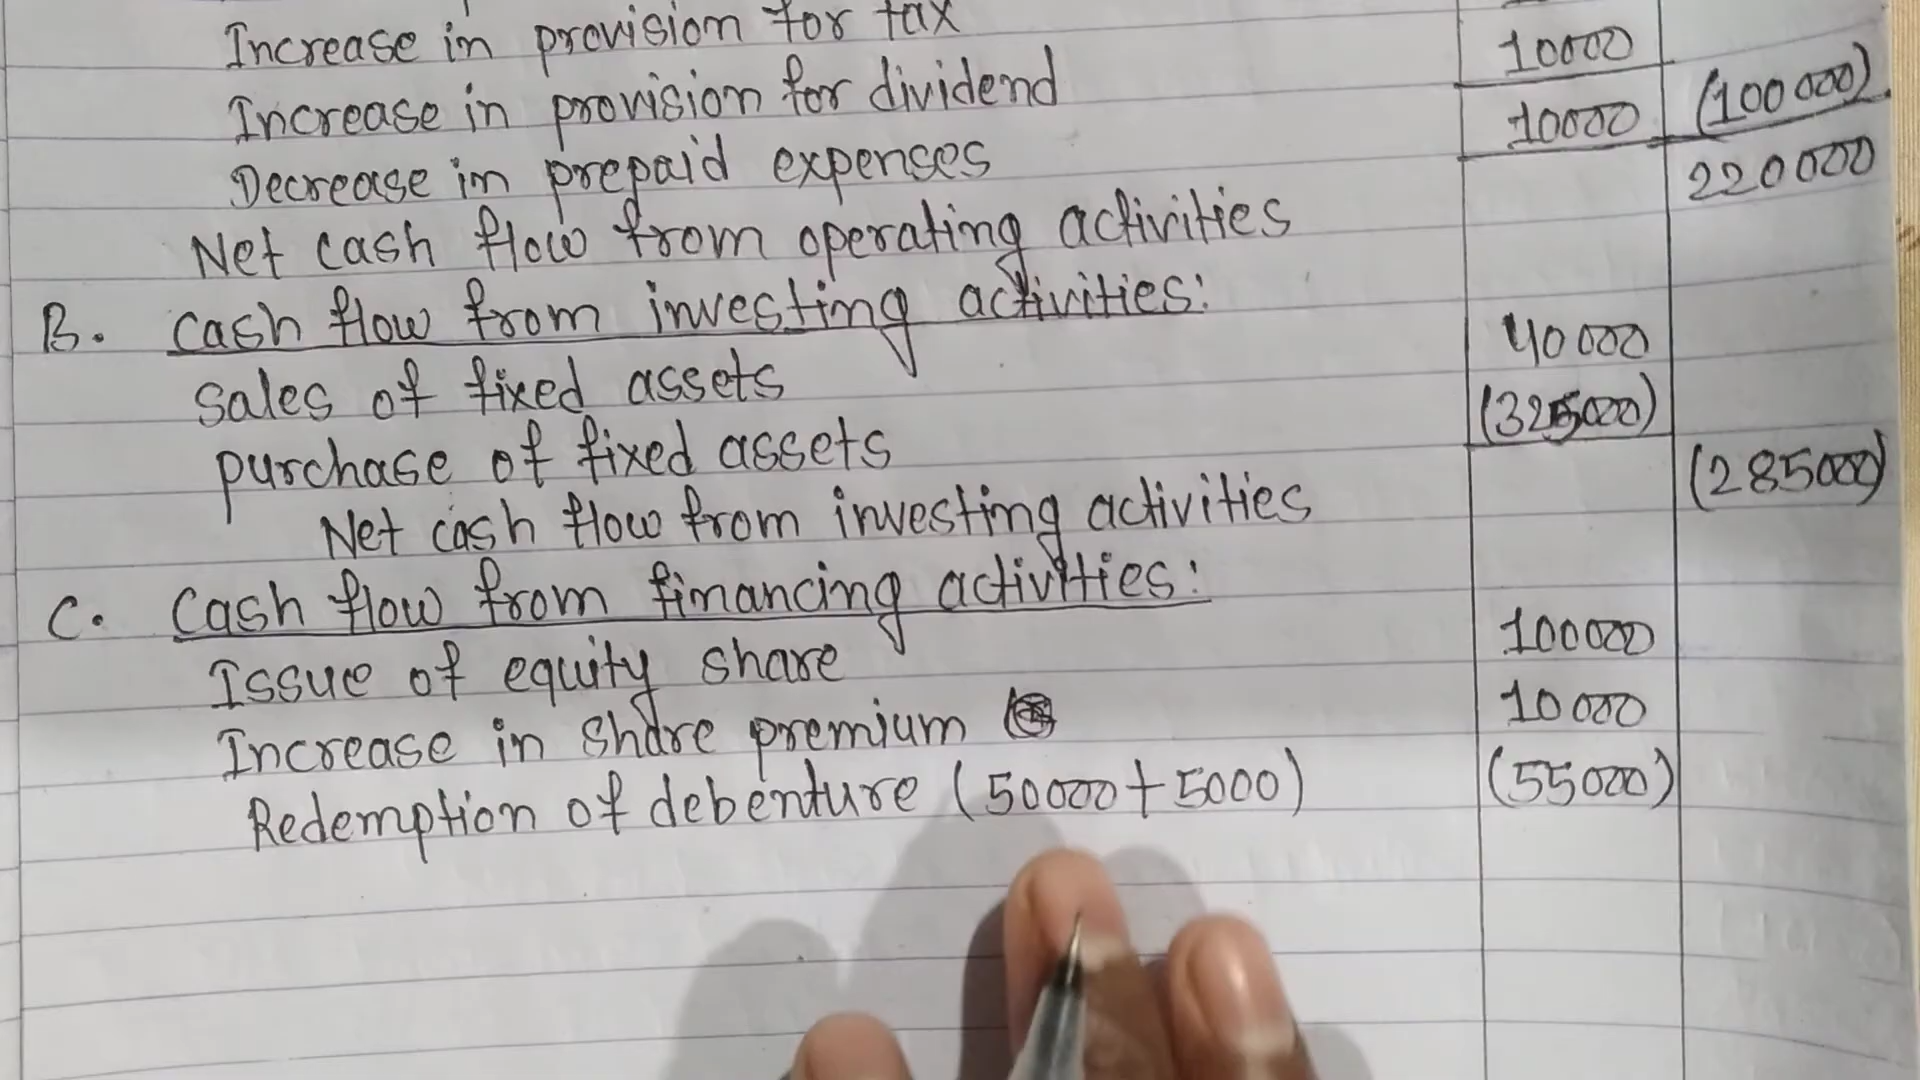 Increase in provision for tax 10000
Increase in provision for dividend 10000 (100000)
Decrease in prepaid expenses 220000
Net cash flow from operating activities
B. Cash flow from investing activities:
Sales of fixed assets 40000
purchase of fixed assets (325000)
Net cash flow from investing activities (285000)
C. Cash flow from financing activities:
Issue of equity share 100000
Increase in share premium 10000
Redemption of debenture (50000+5000) (55000)